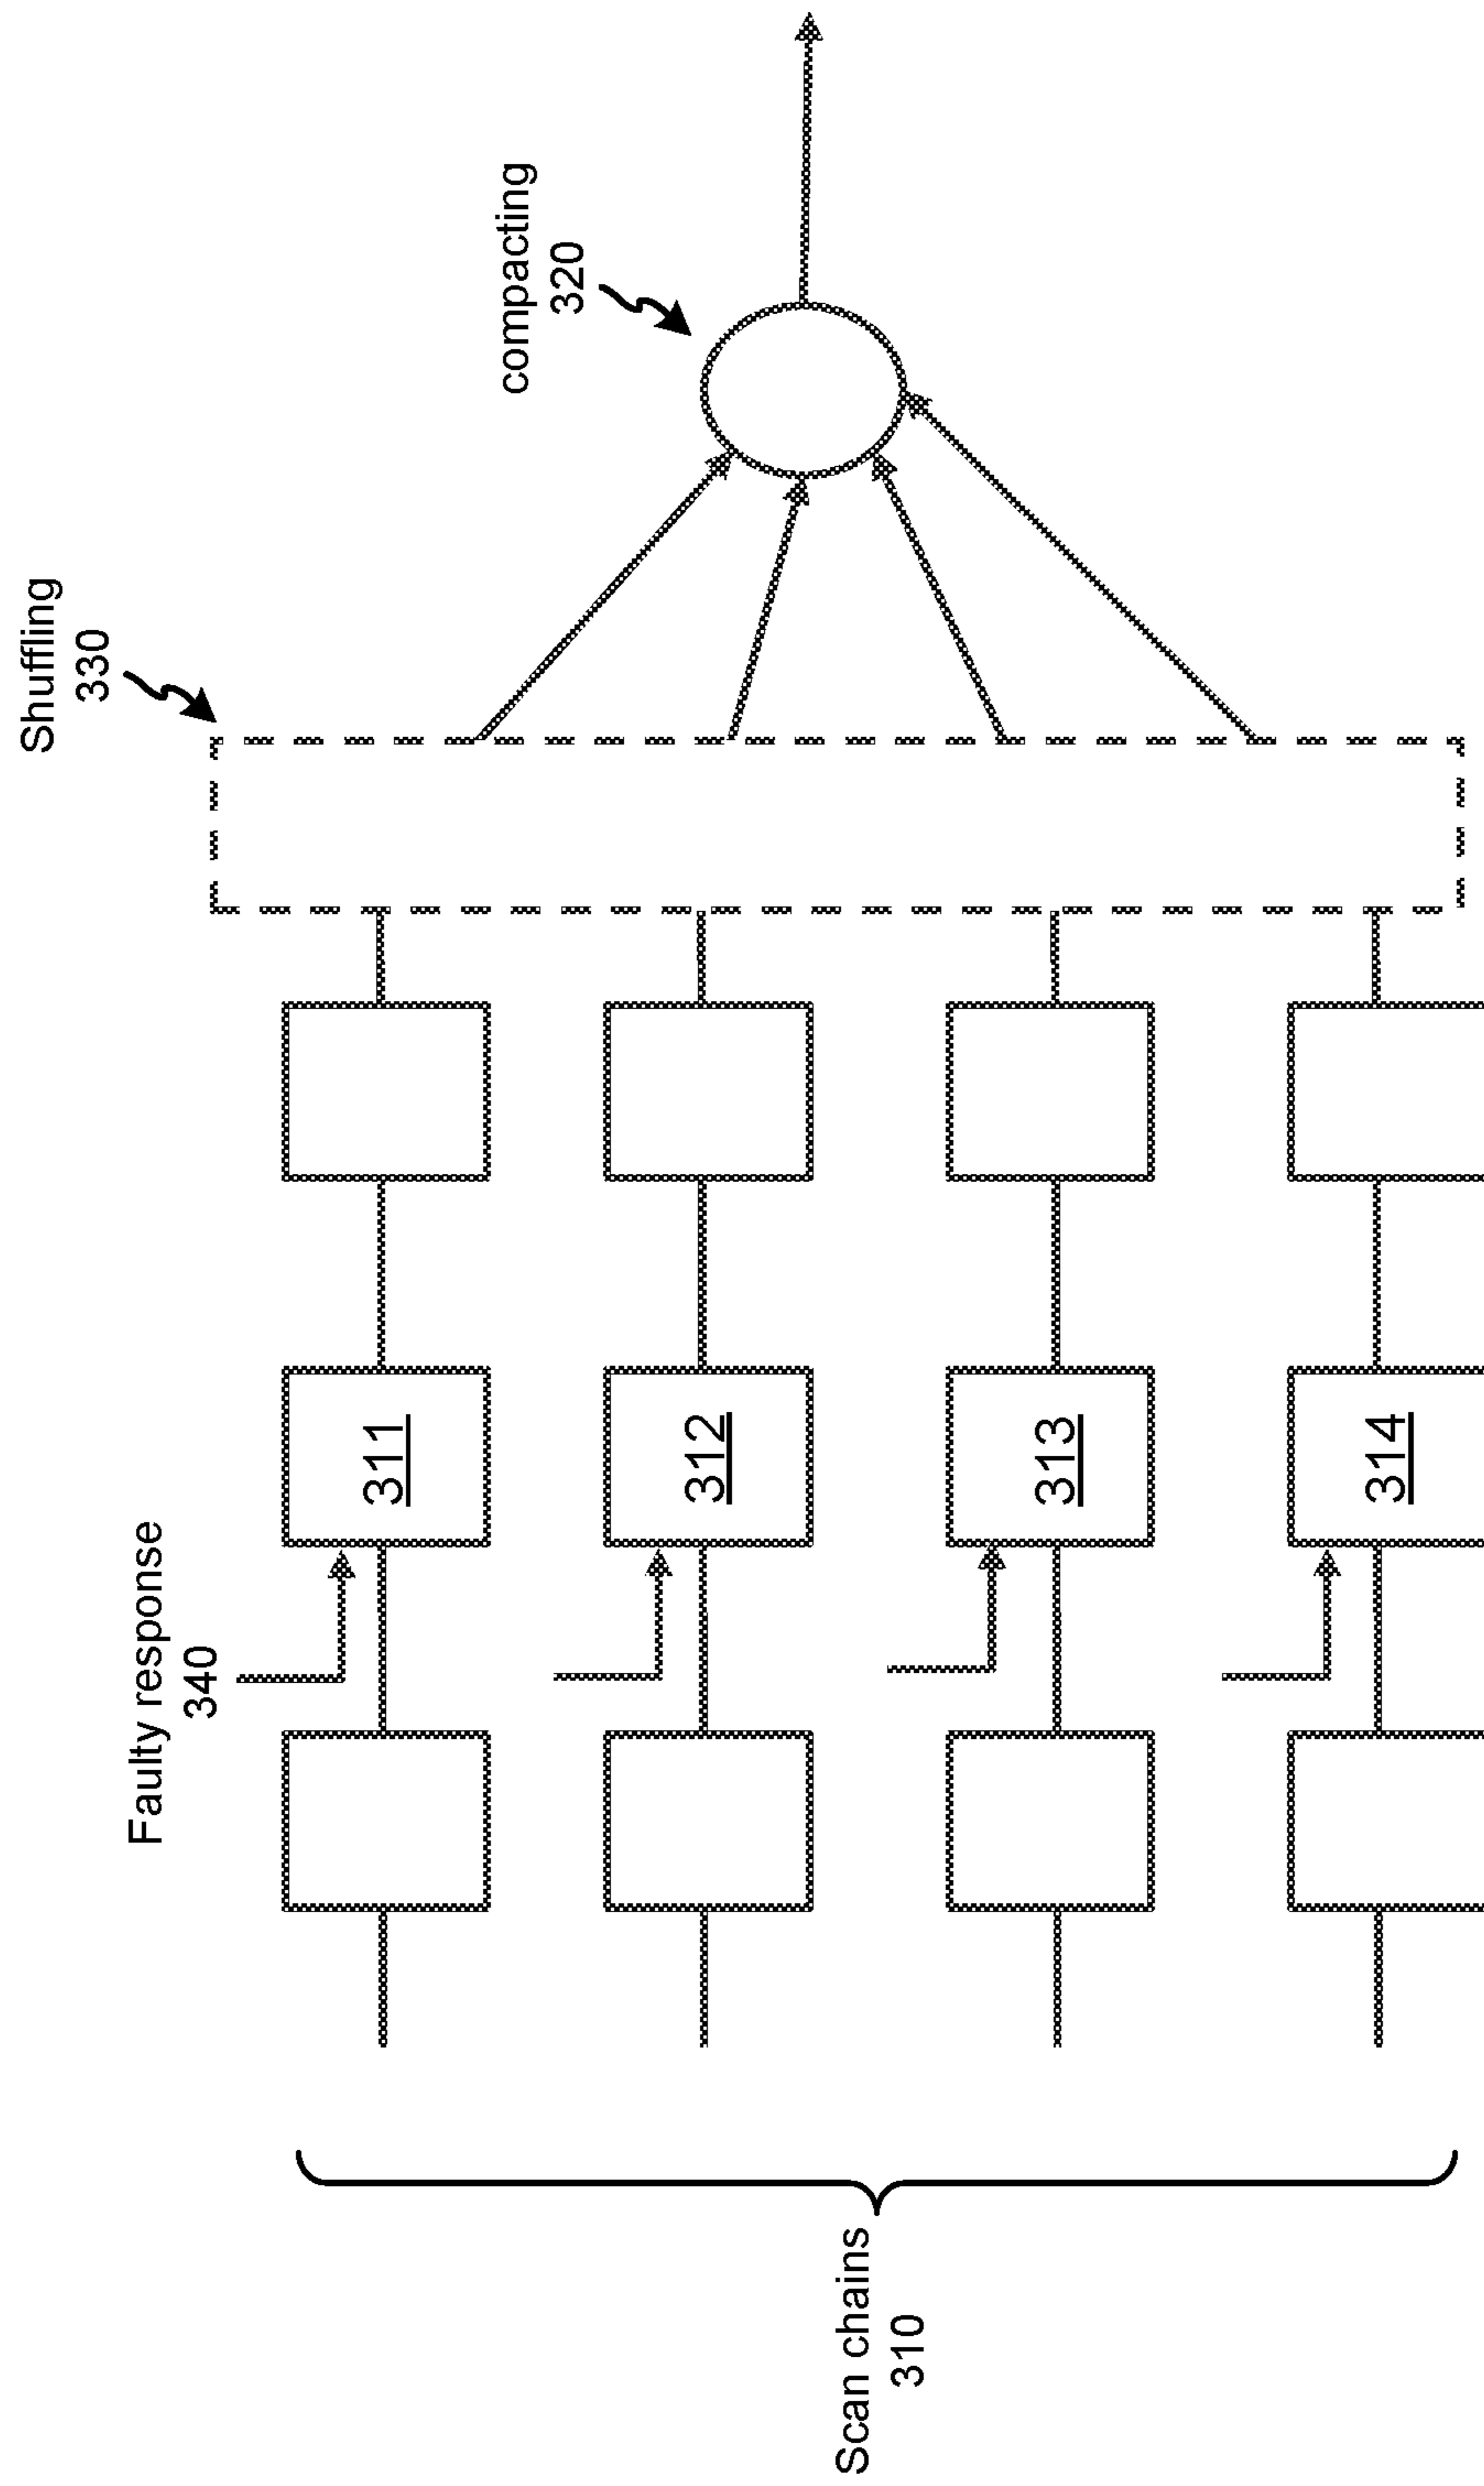 Shuffling
330
compacting
320
Faulty response
340
311
312
313
314
Scan chains
310